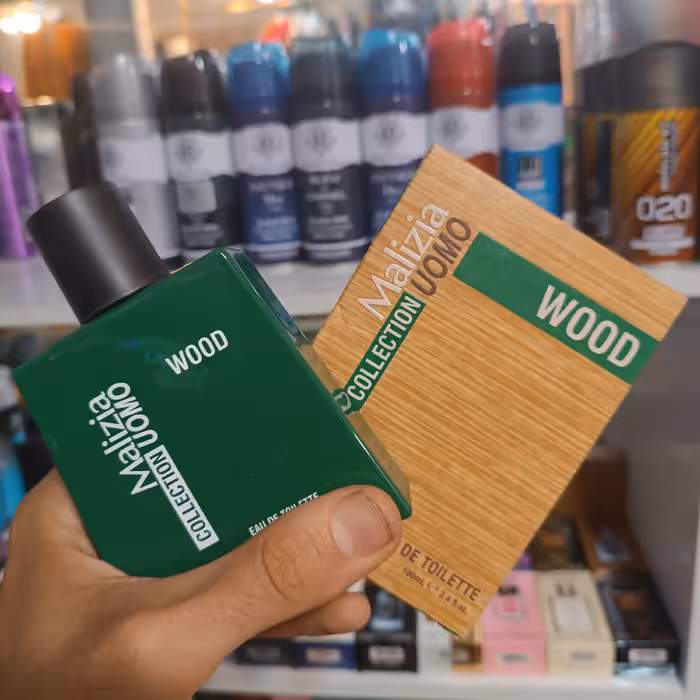 WOOD
Malizia
UOMO
COLLECTION
EAU DE TOILETTE
Malizia
UOMO
COLLECTION
WOOD
DE TOILETTE
020